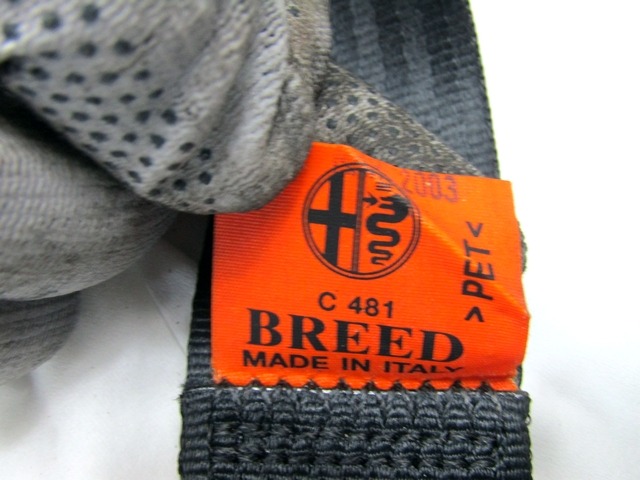 2003
>PET<
C 481
BREED
MADE IN ITALY